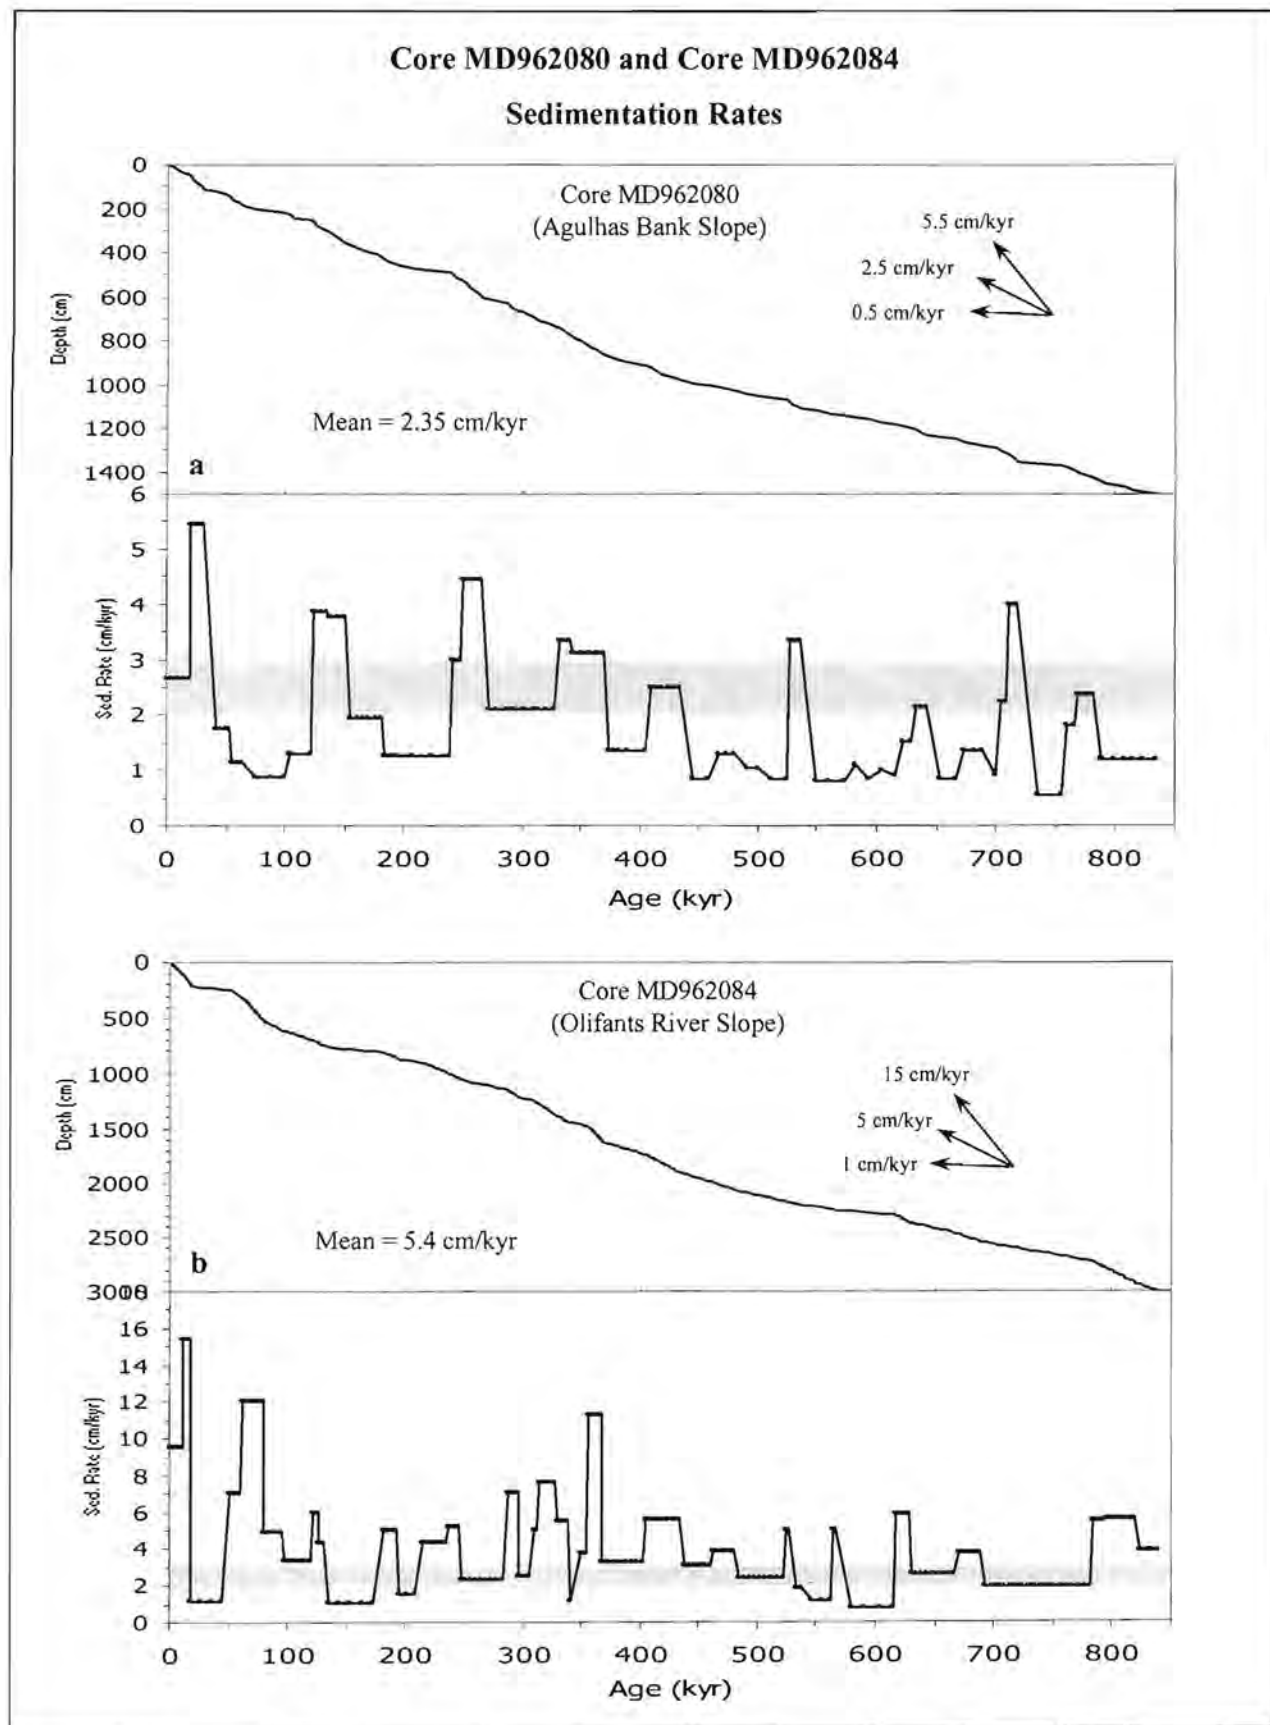 Core MD962080 and Core MD962084
Sedimentation Rates
Core MD962080
(Agulhas Bank Slope)
5.5 cm/kyr
2.5 cm/kyr
0.5 cm/kyr
Mean = 2.35 cm/kyr
a
Depth (cm)
0
200
400
600
800
1000
1200
1400
Sed. Rate (cm/kyr)
6
5
4
3
2
1
0
0 100 200 300 400 500 600 700 800
Age (kyr)
Core MD962084
(Olifants River Slope)
15 cm/kyr
5 cm/kyr
1 cm/kyr
Mean = 5.4 cm/kyr
b
Depth (cm)
0
500
1000
1500
2000
2500
Sed. Rate (cm/kyr)
16
14
12
10
8
6
4
2
0
0 100 200 300 400 500 600 700 800
Age (kyr)